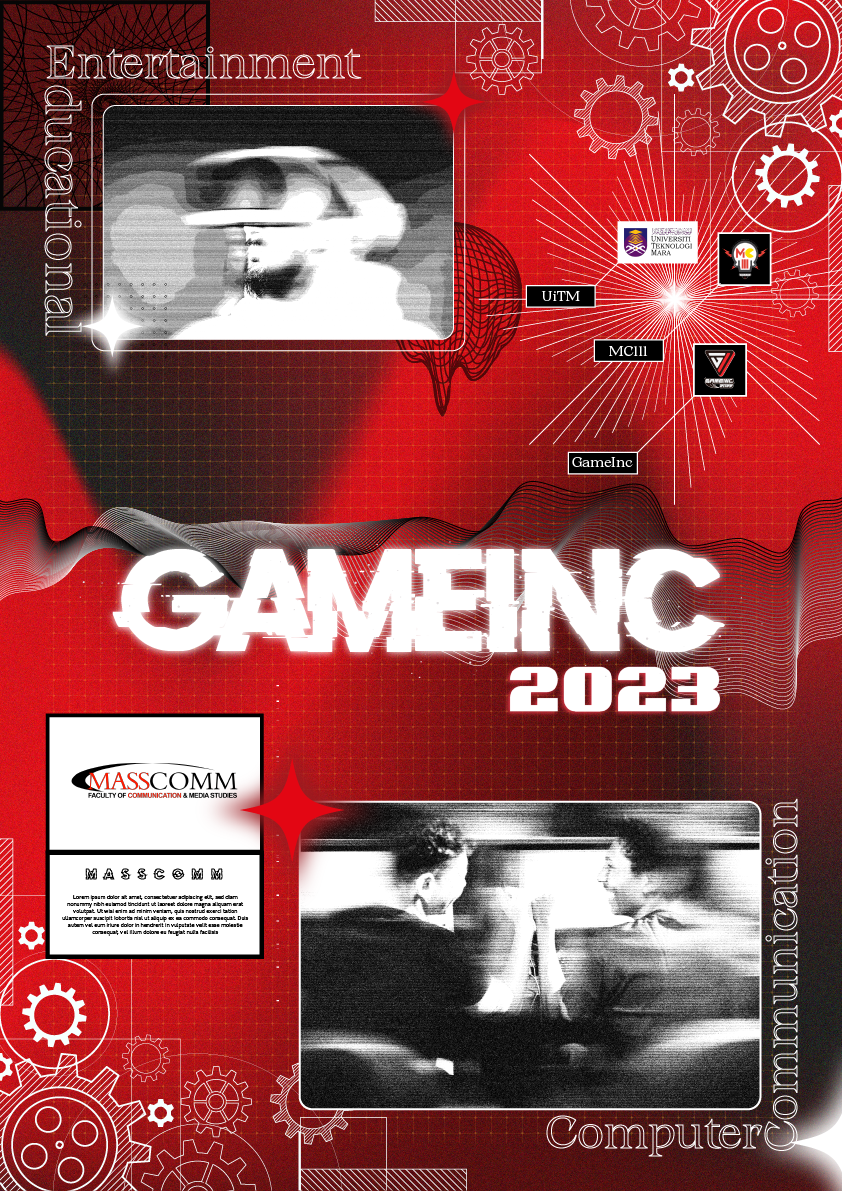 Entertainment
Educational
UNIVERSITI
TEKNOLOGI
MARA
MC
UiTM
MCIII
GAMEINC
GameInc
GAMEINC
2023
MASSCOMM
FACULTY OF COMMUNICATION & MEDIA STUDIES
MASSCOMM
Lorem ipsum dolor sit amet, consectetuer adipiscing elit, sed diam
nonummy nibh euismod tincidunt ut laoreet dolore magna aliquam erat
volutpat. Ut wisi enim ad minim veniam, quis nostrud exerci tation
ullamcorper suscipit lobortis nisl ut aliquip ex ea commodo consequat. Duis
autem vel eum iriure dolor in hendrerit in vulputate velit esse molestie
consequat, vel illum dolore eu feugiat nulla facilisis
Communication
Computer